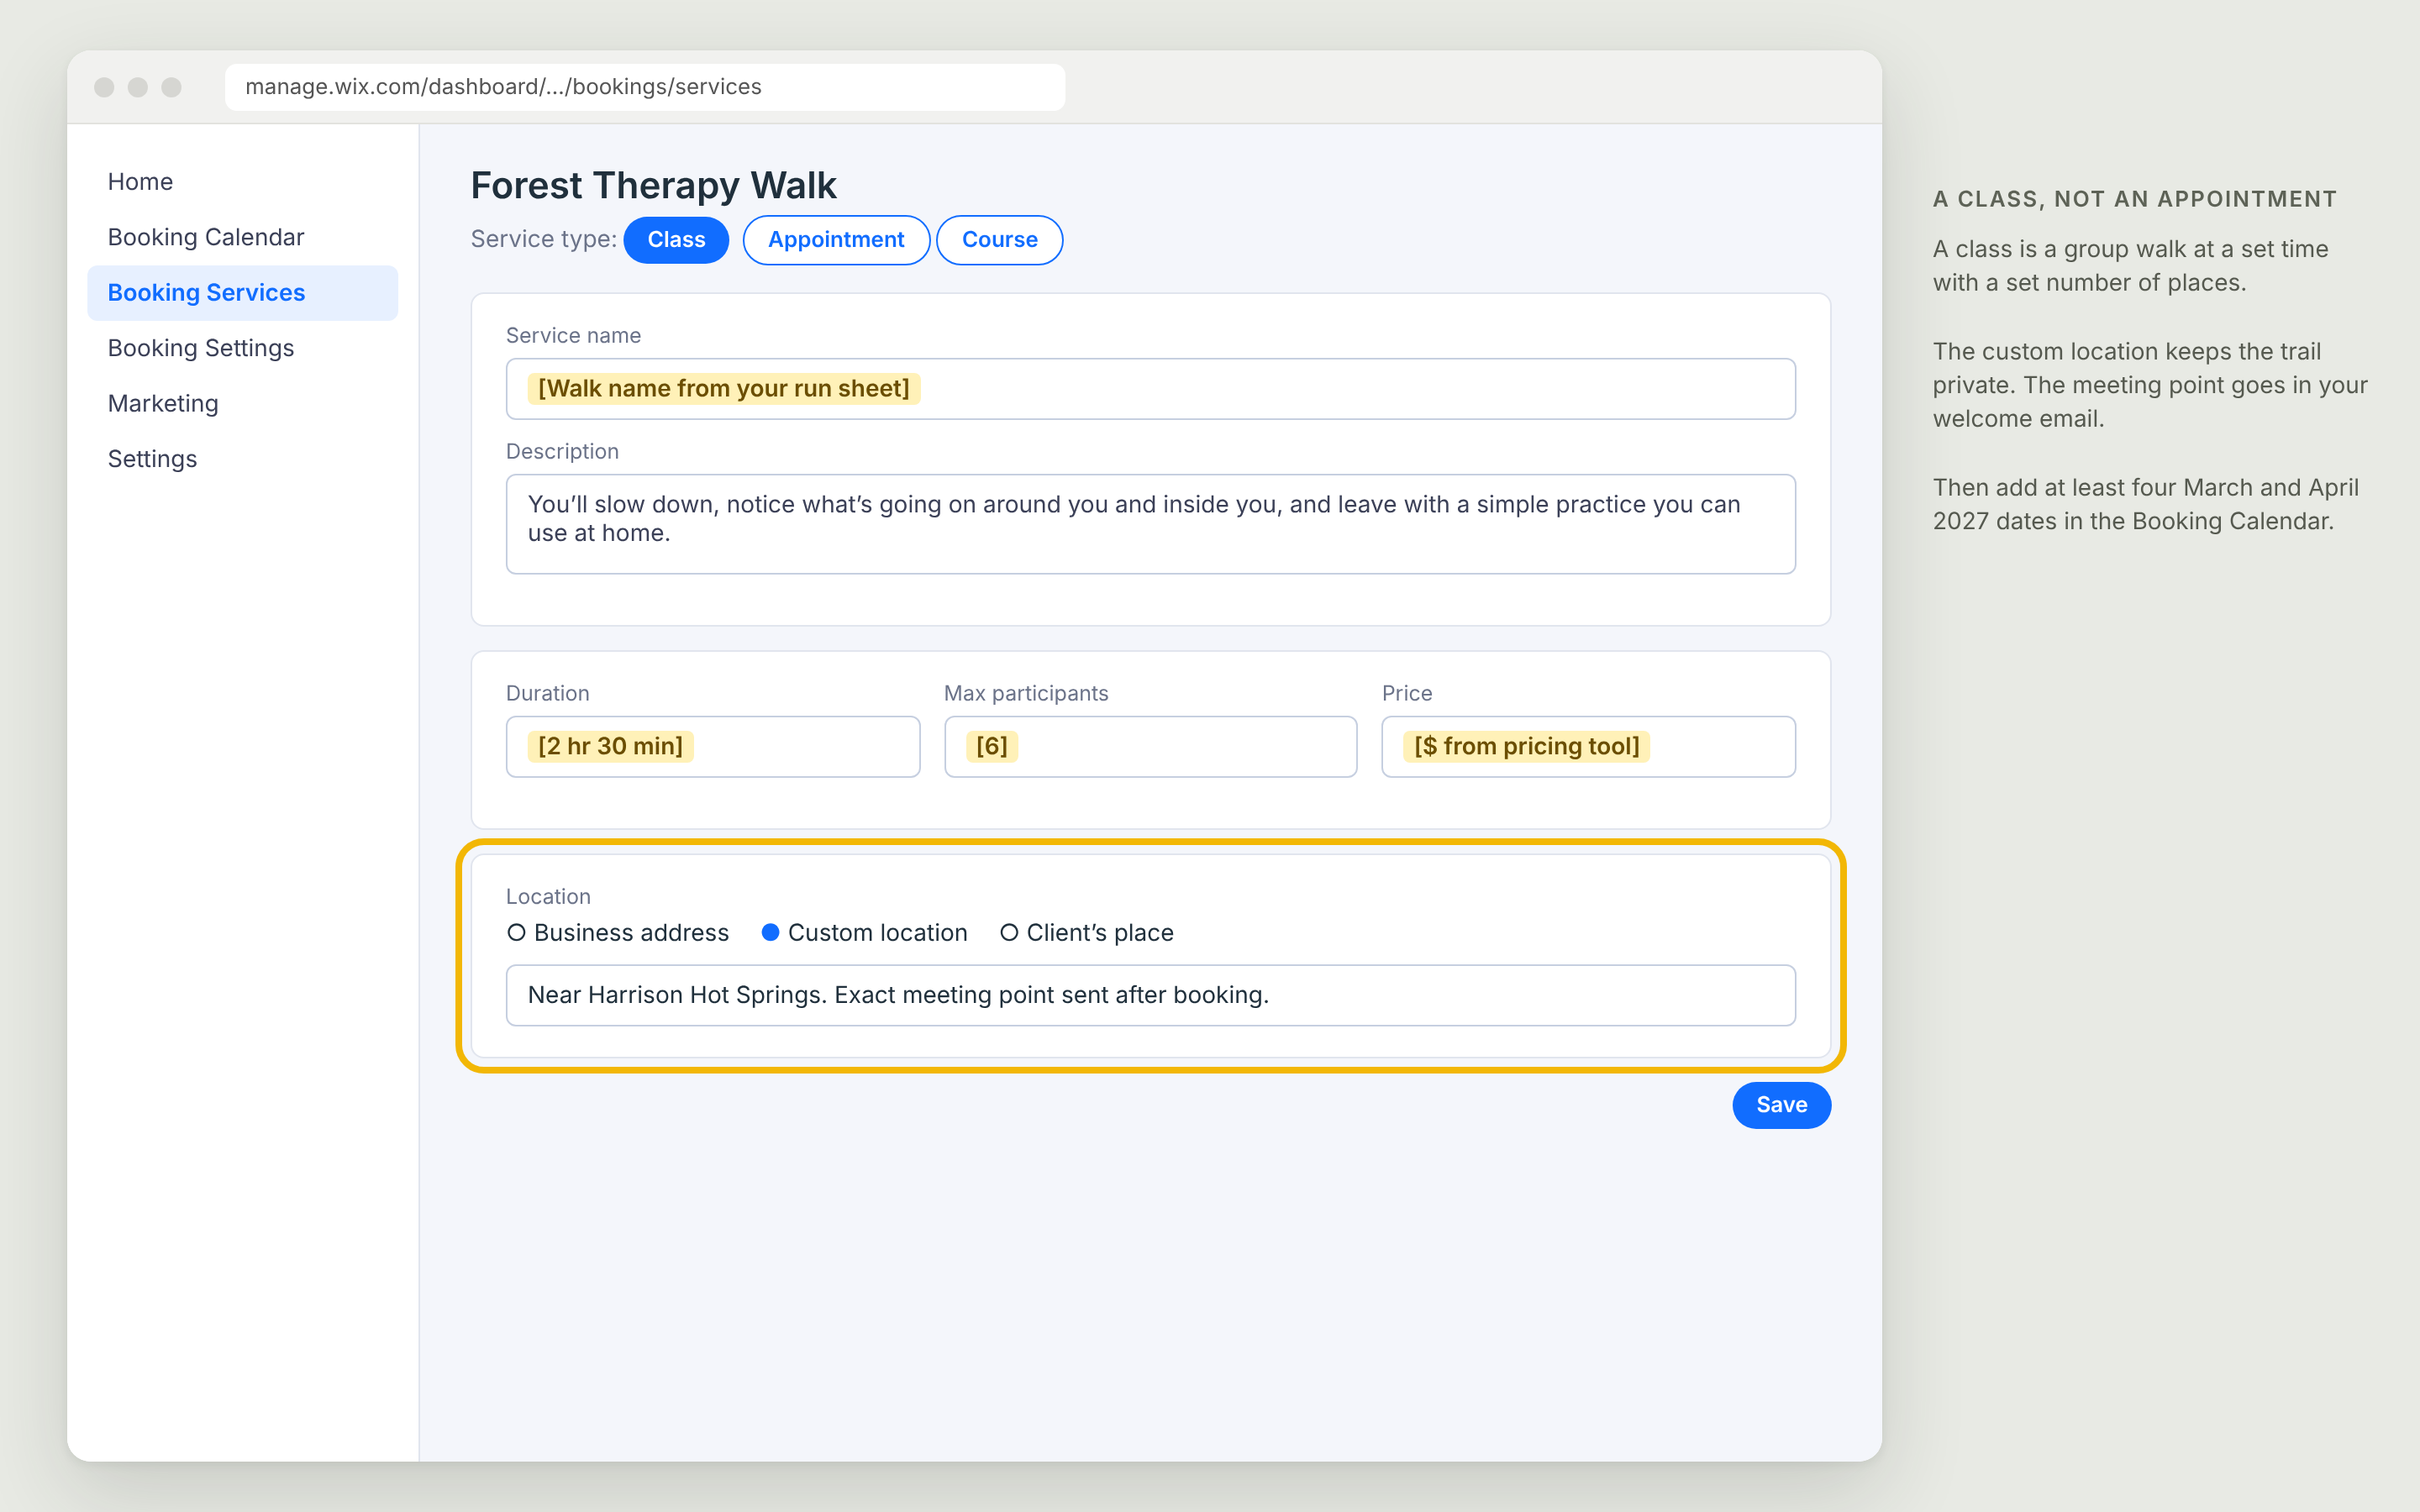 manage.wix.com/dashboard/.../bookings/services
Home
Booking Calendar
Booking Services
Booking Settings
Marketing
Settings
Forest Therapy Walk
Service type: Class Appointment Course
Service name
[Walk name from your run sheet]
Description
You’ll slow down, notice what’s going on around you and inside you, and leave with a simple practice you can
use at home.
Duration Max participants Price
[2 hr 30 min] [6] [$ from pricing tool]
Location
Business address Custom location Client’s place
Near Harrison Hot Springs. Exact meeting point sent after booking.
Save
A CLASS, NOT AN APPOINTMENT
A class is a group walk at a set time
with a set number of places.
The custom location keeps the trail
private. The meeting point goes in your
welcome email.
Then add at least four March and April
2027 dates in the Booking Calendar.